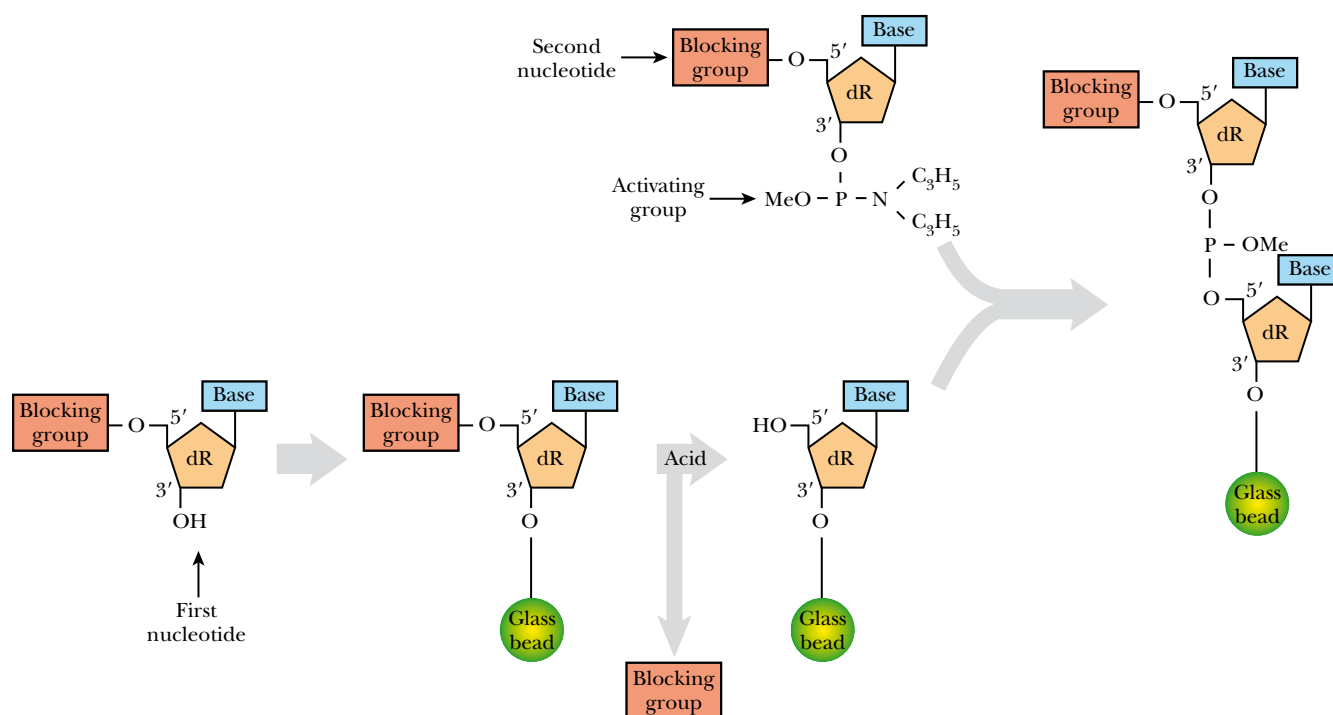 Second
nucleotide
Blocking
group
O
5′
Base
dR
3′
O
Activating
group
MeO – P – N
C₃H₅
C₃H₅
Blocking
group
O
5′
Base
dR
3′
O
P – OMe
O
5′
Base
dR
3′
O
Glass
bead
Blocking
group
O
5′
Base
dR
3′
OH
First
nucleotide
Blocking
group
O
5′
Base
dR
3′
O
Glass
bead
Acid
Blocking
group
HO
5′
Base
dR
3′
O
Glass
bead